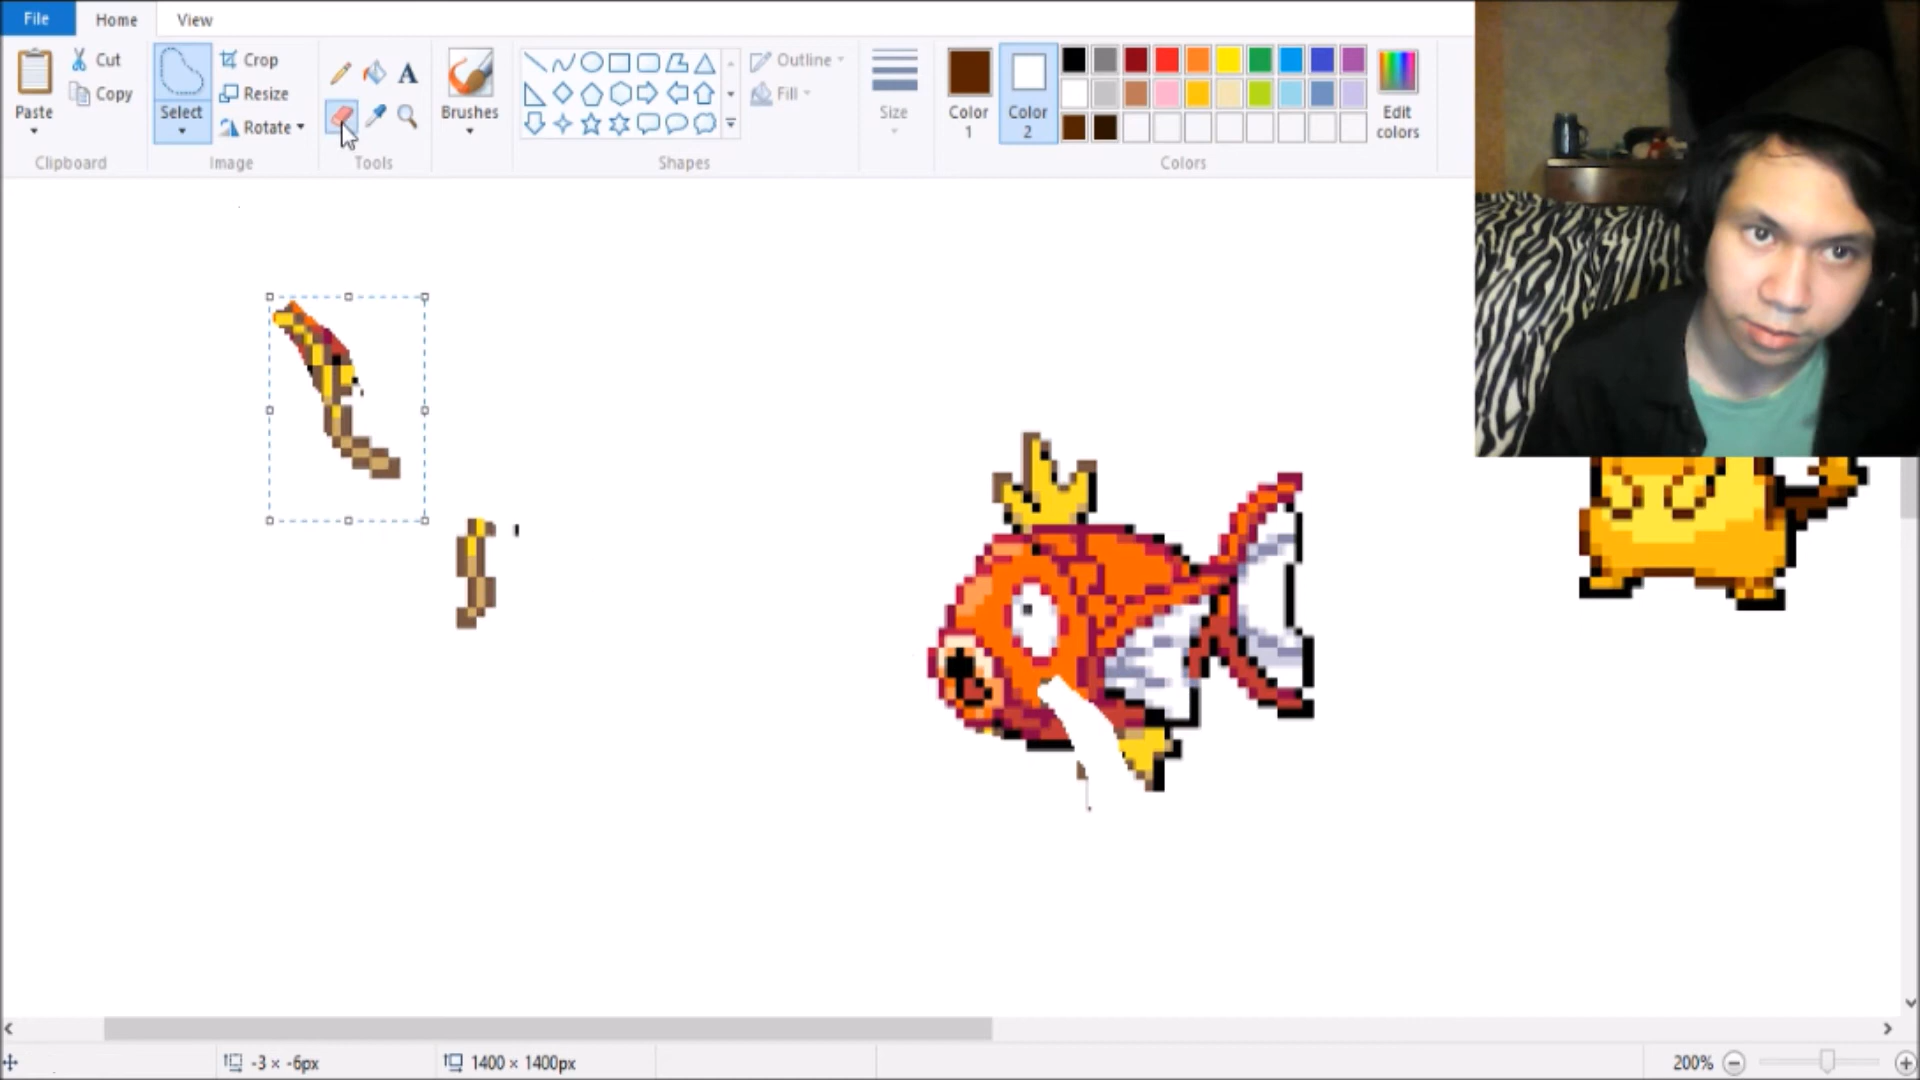 File Home View
Cut
Copy
Paste
Clipboard
Select
Crop
Resize
Rotate
Image
A
Tools
Brushes
Shapes
Outline
Fill
Size
Color 1
Color 2
Colors
Edit colors
-3 × -6px
1400 × 1400px
200%